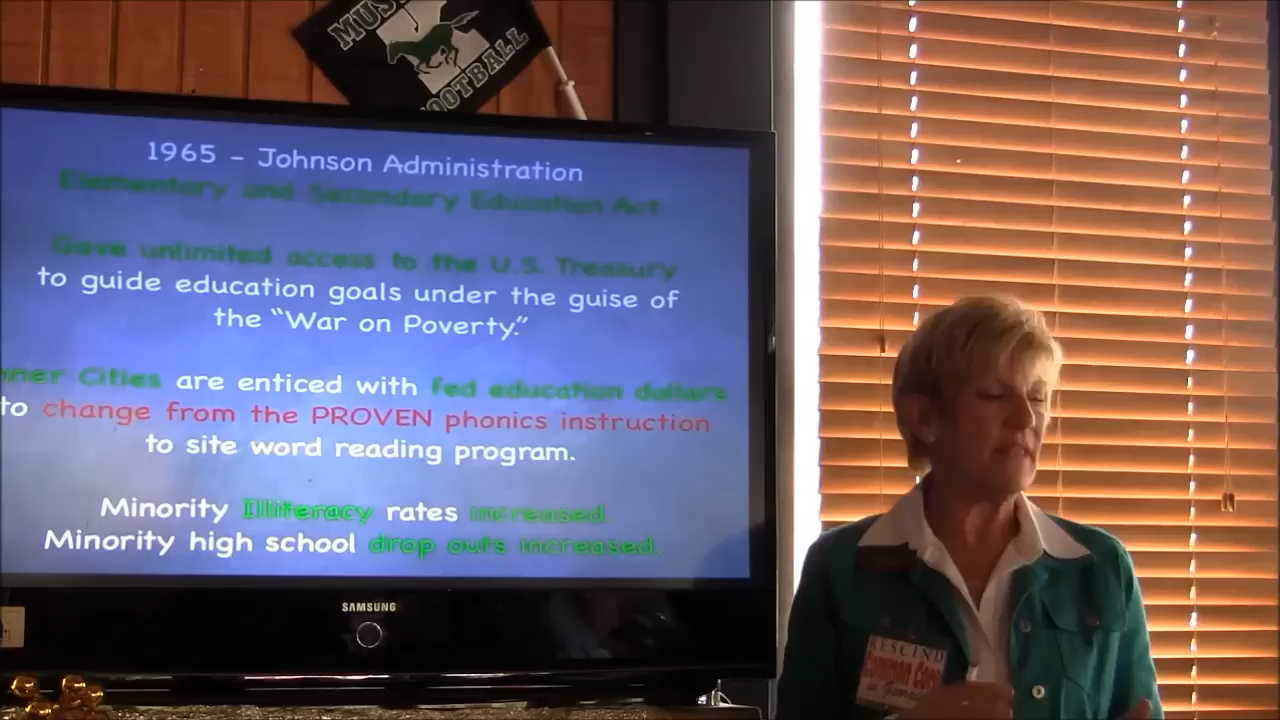 MUS
FOOTBALL
1965 - Johnson Administration
Elementary and Secondary Education Act
Gave unlimited access to the U.S. Treasury
to guide education goals under the guise of
the "War on Poverty."
nner Cities are enticed with fed education dollars
to change from the PROVEN phonics instruction
to site word reading program.
Minority Illiteracy rates increased.
Minority high school drop outs increased.
SAMSUNG
RESCIND
COMMON CORE